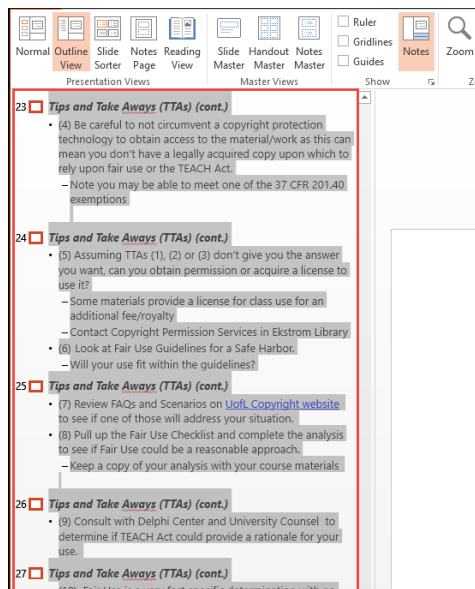 Normal Outline View Slide Sorter Notes Page Reading View Slide Master Handout Master Notes Master
Ruler
Gridlines
Guides
Notes
Zoom
Presentation Views Master Views Show
23 Tips and Take Aways (TTAs) (cont.)
• (4) Be careful to not circumvent a copyright protection
technology to obtain access to the material/work as this can
mean you don't have a legally acquired copy upon which to
rely upon fair use or the TEACH Act.
– Note you may be able to meet one of the 37 CFR 201.40
exemptions
24 Tips and Take Aways (TTAs) (cont.)
• (5) Assuming TTAs (1), (2) or (3) don't give you the answer
you want, can you obtain permission or acquire a license to
use it?
– Some materials provide a license for class use for an
additional fee/royalty
– Contact Copyright Permission Services in Ekstrom Library
• (6) Look at Fair Use Guidelines for a Safe Harbor.
– Will your use fit within the guidelines?
25 Tips and Take Aways (TTAs) (cont.)
• (7) Review FAQs and Scenarios on UofL Copyright website
to see if one of those will address your situation.
• (8) Pull up the Fair Use Checklist and complete the analysis
to see if Fair Use could be a reasonable approach.
– Keep a copy of your analysis with your course materials
26 Tips and Take Aways (TTAs) (cont.)
• (9) Consult with Delphi Center and University Counsel to
determine if TEACH Act could provide a rationale for your
use.
27 Tips and Take Aways (TTAs) (cont.)